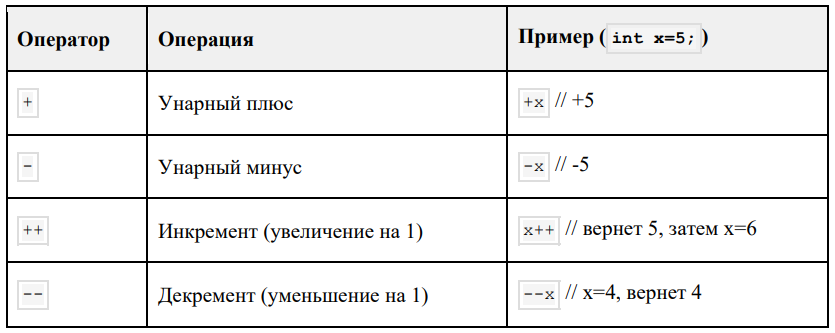 Оператор Операция Пример (int x=5;)
+ Унарный плюс +x // +5
- Унарный минус -x // -5
++ Инкремент (увеличение на 1) x++ // вернет 5, затем x=6
-- Декремент (уменьшение на 1) --x // x=4, вернет 4